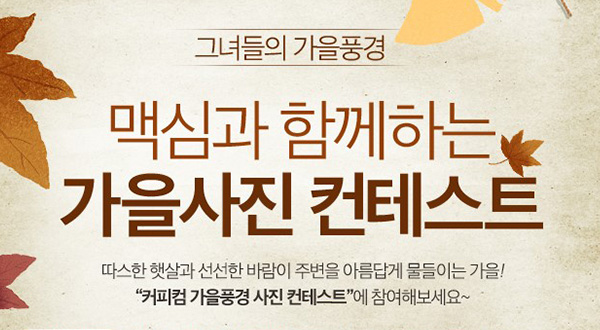 그녀들의 가을풍경
맥심과 함께하는
가을사진 컨테스트
따스한 햇살과 선선한 바람이 주변을 아름답게 물들이는 가을!
“커피컴 가을풍경 사진 컨테스트”에 참여해보세요~